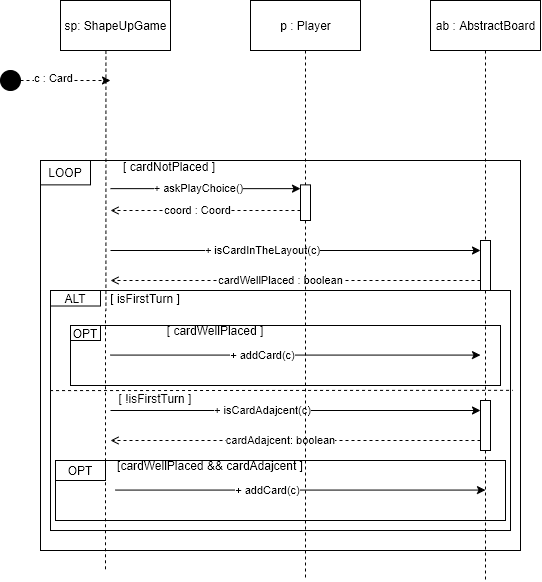 sp: ShapeUpGame
p : Player
ab : AbstractBoard
c : Card
LOOP
[ cardNotPlaced ]
+ askPlayChoice()
coord : Coord
+ isCardInTheLayout(c)
cardWellPlaced : boolean
ALT
[ isFirstTurn ]
OPT
[ cardWellPlaced ]
+ addCard(c)
[ !isFirstTurn ]
+ isCardAdajcent(c)
cardAdajcent: boolean
OPT
[cardWellPlaced && cardAdajcent ]
+ addCard(c)